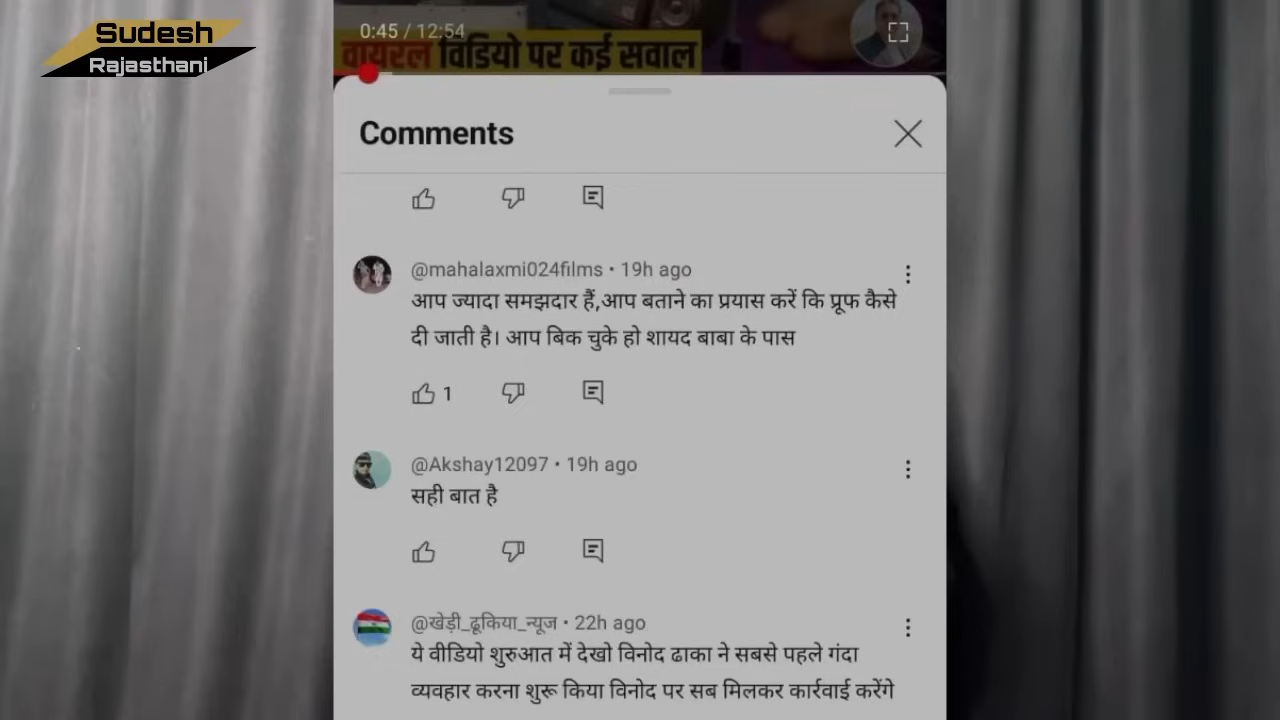 Sudesh
Rajasthani
0:45 / 12:54
वायरल विडियो पर कई सवाल
Comments
@mahalaxmi024films • 19h ago
आप ज्यादा समझदार हैं,आप बताने का प्रयास करें कि प्रूफ कैसे
दी जाती है। आप बिक चुके हो शायद बाबा के पास
1
@Akshay12097 • 19h ago
सही बात है
@खेड़ी_ढूकिया_न्यूज • 22h ago
ये वीडियो शुरुआत में देखो विनोद ढाका ने सबसे पहले गंदा
व्यवहार करना शुरू किया विनोद पर सब मिलकर कार्रवाई करेंगे